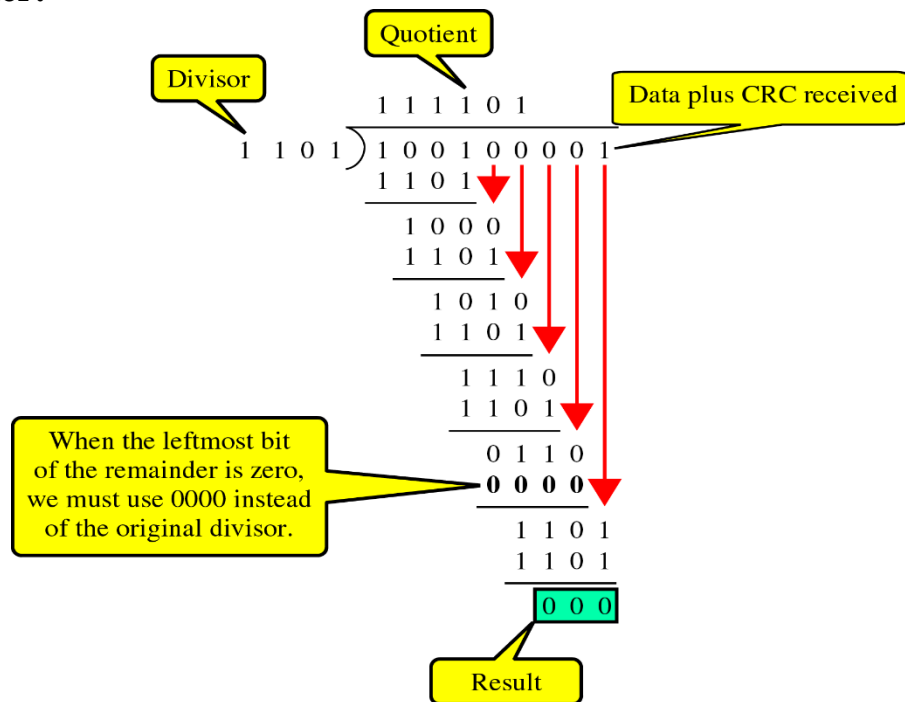 Quotient
Divisor
Data plus CRC received
1 1 1 1 0 1
1 1 0 1 1 0 0 1 0 0 0 0 1
1 1 0 1
1 0 0 0
1 1 0 1
1 0 1 0
1 1 0 1
1 1 1 0
1 1 0 1
When the leftmost bit
of the remainder is zero,
we must use 0000 instead
of the original divisor.
0 1 1 0
0 0 0 0
1 1 0 1
1 1 0 1
0 0 0
Result